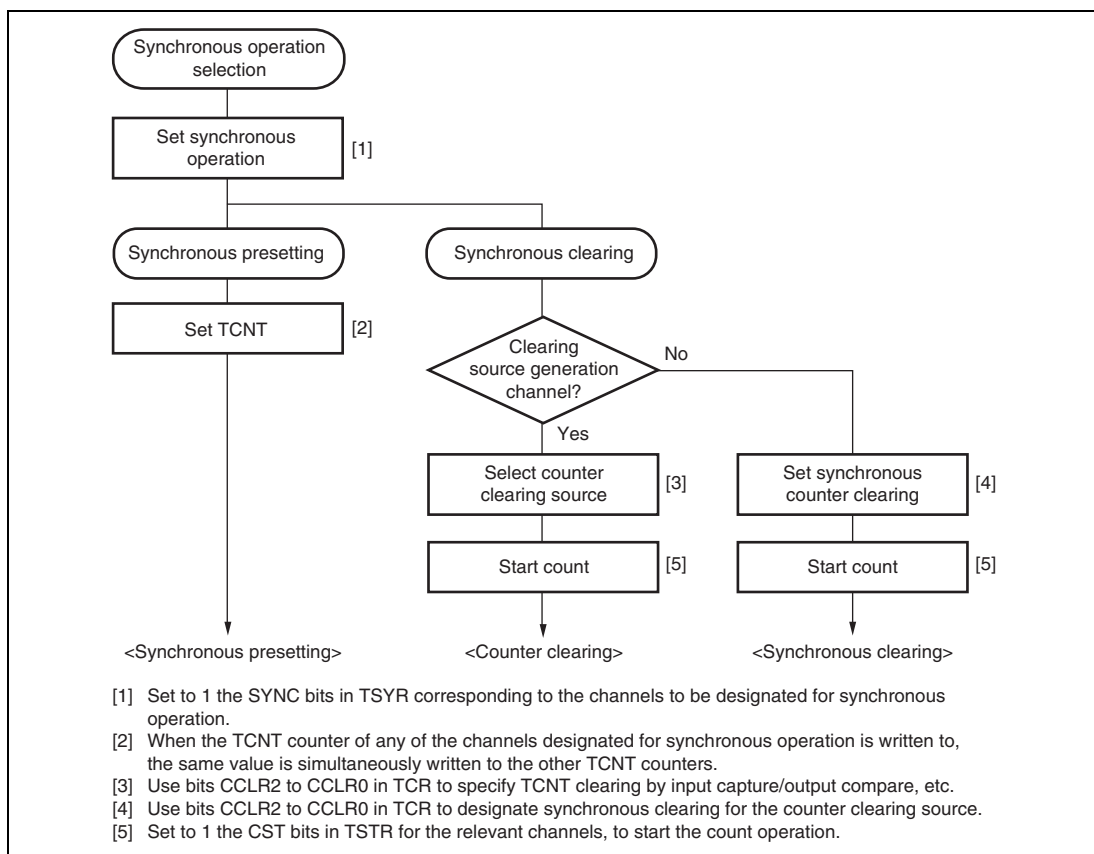 Synchronous operation
selection
Set synchronous
operation
[1]
Synchronous presetting
Synchronous clearing
Set TCNT
[2]
Clearing
source generation
channel?
No
Yes
Select counter
clearing source
[3]
Set synchronous
counter clearing
[4]
Start count
[5]
Start count
[5]
<Synchronous presetting>
<Counter clearing>
<Synchronous clearing>
[1] Set to 1 the SYNC bits in TSYR corresponding to the channels to be designated for synchronous
operation.
[2] When the TCNT counter of any of the channels designated for synchronous operation is written to,
the same value is simultaneously written to the other TCNT counters.
[3] Use bits CCLR2 to CCLR0 in TCR to specify TCNT clearing by input capture/output compare, etc.
[4] Use bits CCLR2 to CCLR0 in TCR to designate synchronous clearing for the counter clearing source.
[5] Set to 1 the CST bits in TSTR for the relevant channels, to start the count operation.